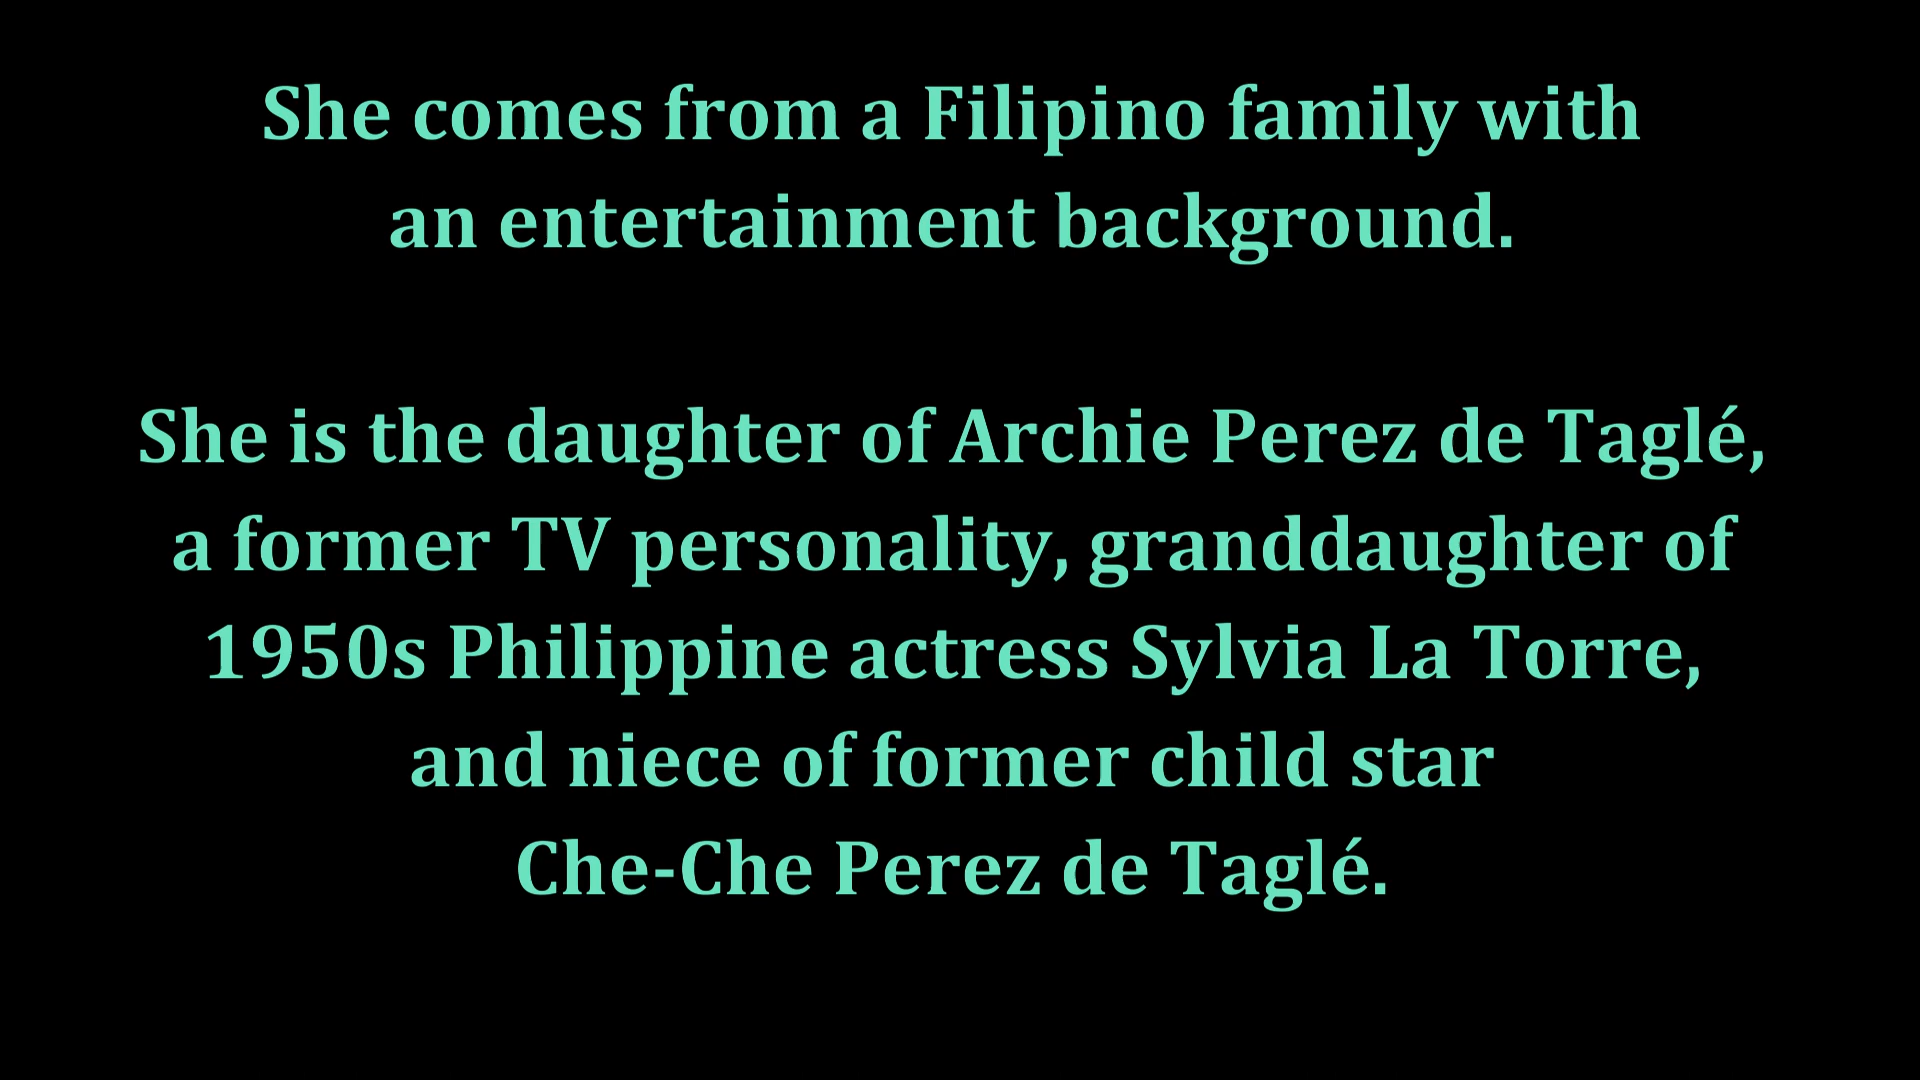 She comes from a Filipino family with
an entertainment background.
She is the daughter of Archie Perez de Taglé,
a former TV personality, granddaughter of
1950s Philippine actress Sylvia La Torre,
and niece of former child star
Che-Che Perez de Taglé.